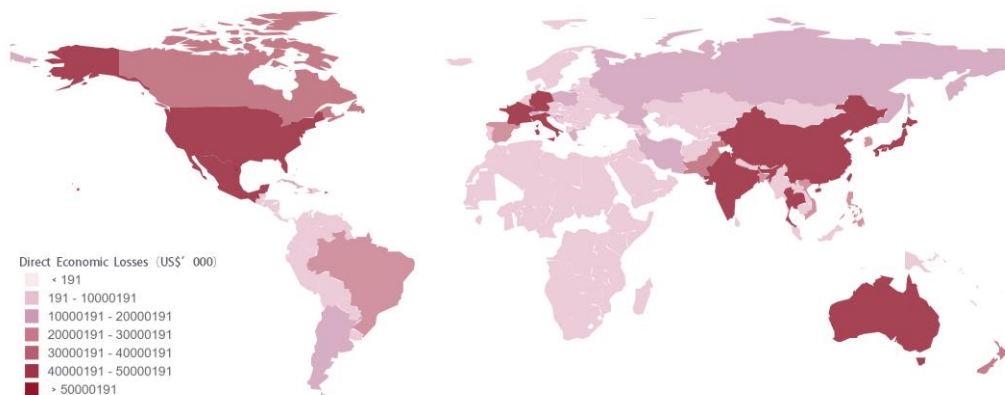 Direct Economic Losses (US$' 000)
< 191
191 - 10000191
10000191 - 20000191
20000191 - 30000191
30000191 - 40000191
40000191 - 50000191
> 50000191